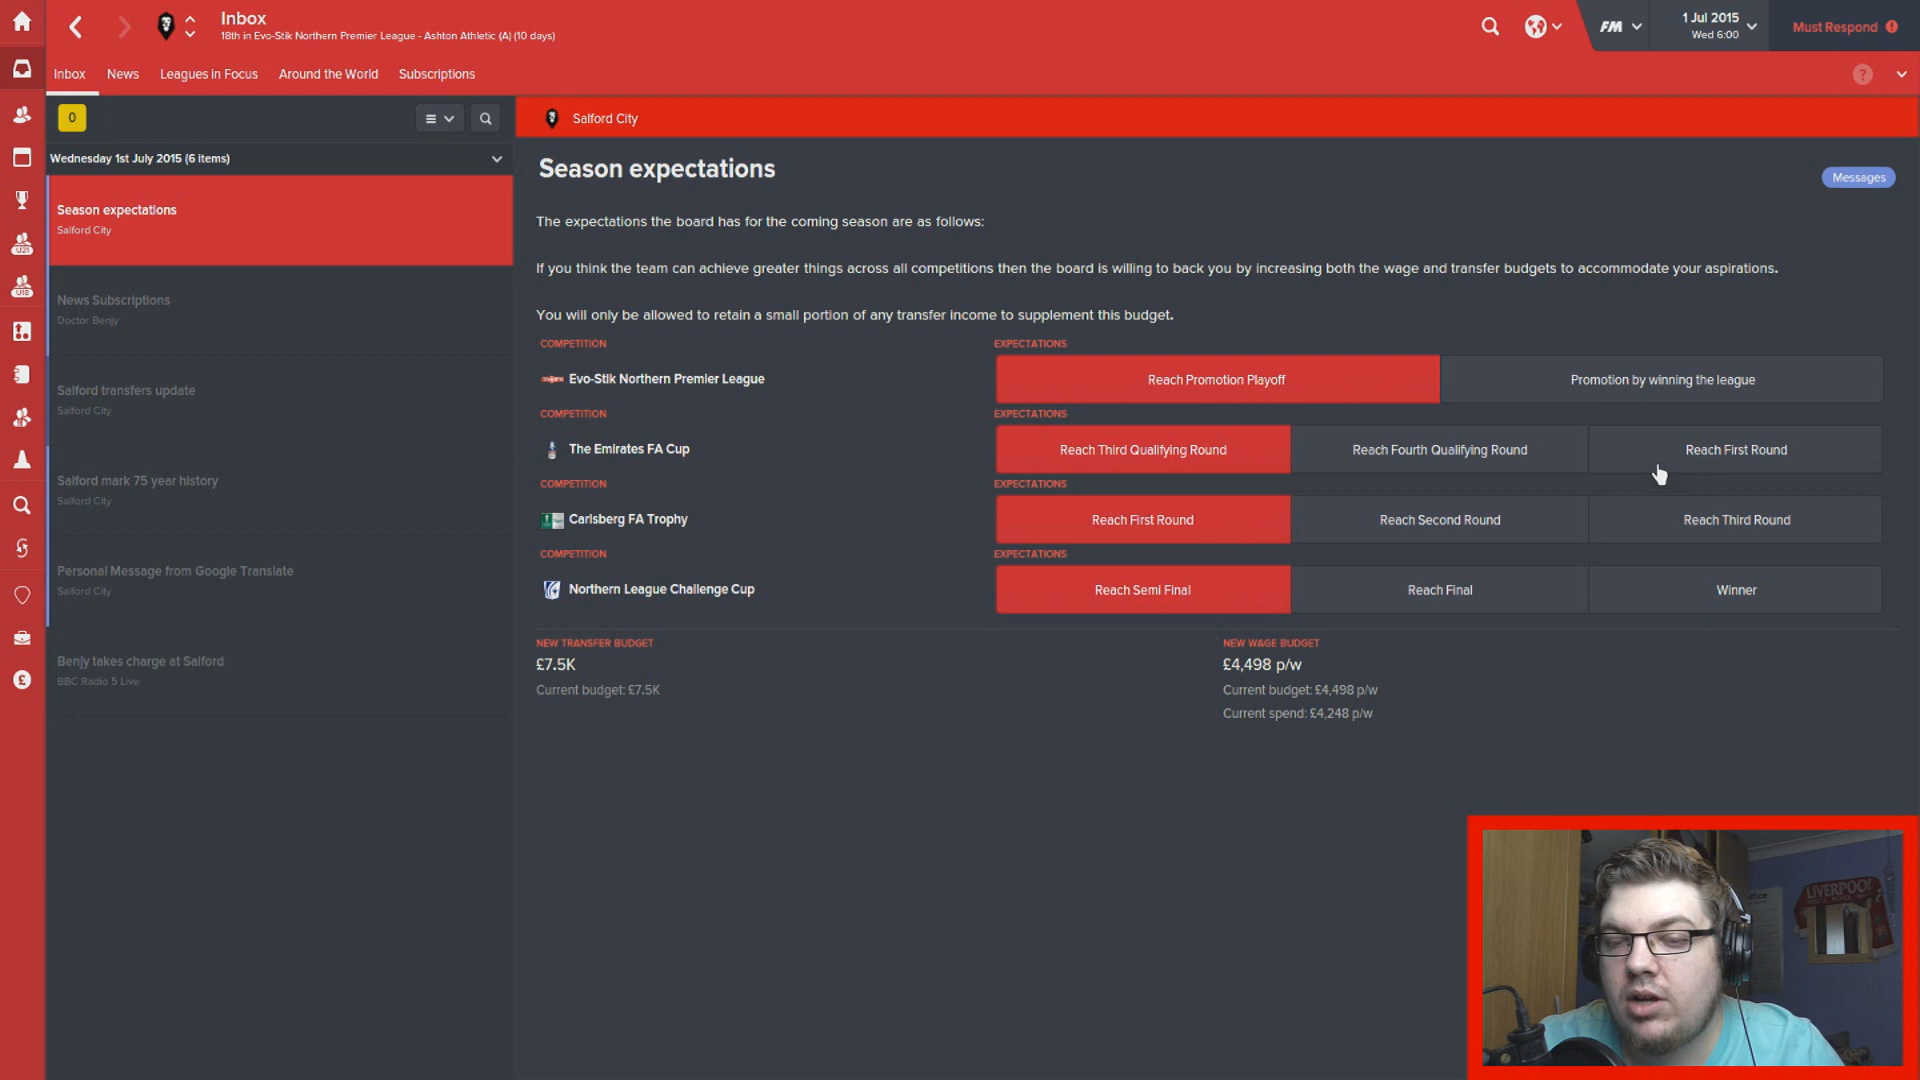 Inbox
18th in Evo-Stik Northern Premier League - Ashton Athletic (A) (10 days)
FM
1 Jul 2015
Wed 6:00
Must Respond
Inbox
News
Leagues in Focus
Around the World
Subscriptions
?
0
Salford City
Wednesday 1st July 2015 (6 items)
Season expectations
Salford City
News Subscriptions
Doctor Benjy
Salford transfers update
Salford City
Salford mark 75 year history
Salford City
Personal Message from Google Translate
Salford City
Benjy takes charge at Salford
BBC Radio 5 Live
U21
U18
£
Season expectations
Messages
The expectations the board has for the coming season are as follows:
If you think the team can achieve greater things across all competitions then the board is willing to back you by increasing both the wage and transfer budgets to accommodate your aspirations.
You will only be allowed to retain a small portion of any transfer income to supplement this budget.
COMPETITION EXPECTATIONS
Evo-Stik Northern Premier League Reach Promotion Playoff Promotion by winning the league
COMPETITION EXPECTATIONS
The Emirates FA Cup Reach Third Qualifying Round Reach Fourth Qualifying Round Reach First Round
COMPETITION EXPECTATIONS
Carlsberg FA Trophy Reach First Round Reach Second Round Reach Third Round
COMPETITION EXPECTATIONS
Northern League Challenge Cup Reach Semi Final Reach Final Winner
NEW TRANSFER BUDGET
£7.5K
Current budget: £7.5K
NEW WAGE BUDGET
£4,498 p/w
Current budget: £4,498 p/w
Current spend: £4,248 p/w
LIVERPOOL